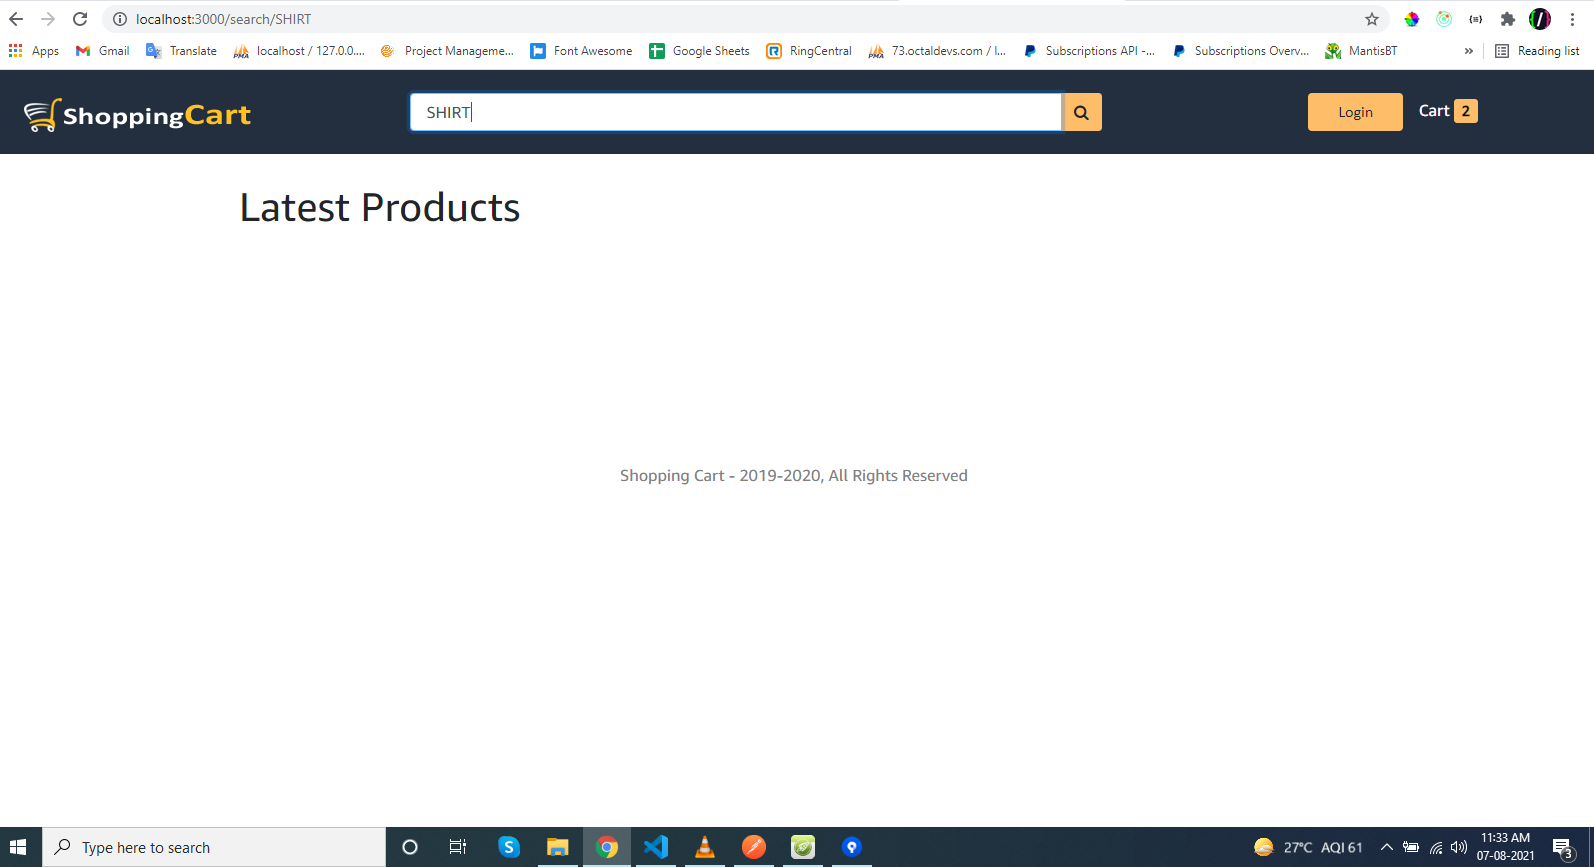 localhost:3000/search/SHIRT
Apps Gmail Translate localhost / 127.0.0.... Project Manageme... Font Awesome Google Sheets RingCentral 73.octaldevs.com / l... Subscriptions API -... Subscriptions Overv... MantisBT » Reading list
ShoppingCart SHIRT Login Cart 2
Latest Products
Shopping Cart - 2019-2020, All Rights Reserved
Type here to search 27°C AQI 61 11:33 AM
07-08-2021 3